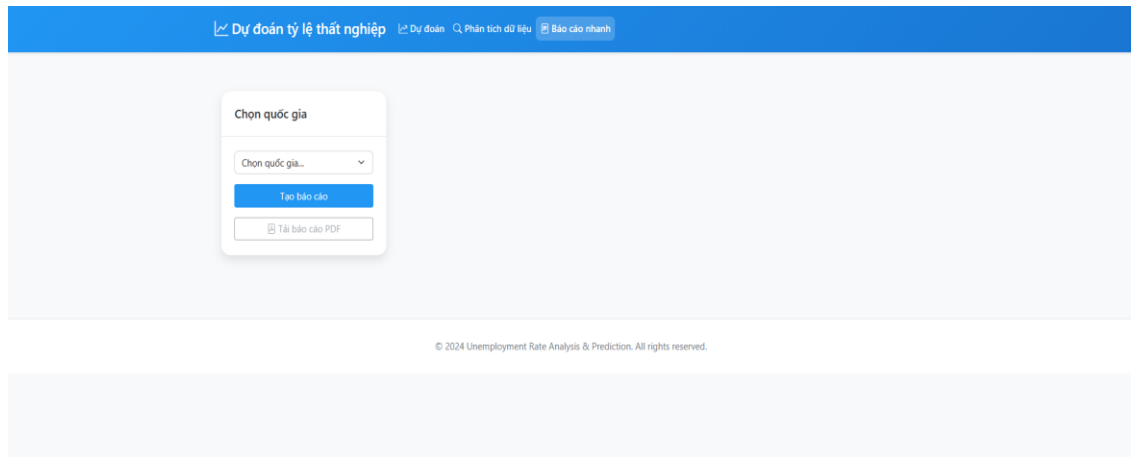 Dự đoán tỷ lệ thất nghiệp Dự đoán Phân tích dữ liệu Báo cáo nhanh
Chọn quốc gia
Chọn quốc gia...
Tạo báo cáo
Tải báo cáo PDF
© 2024 Unemployment Rate Analysis & Prediction. All rights reserved.